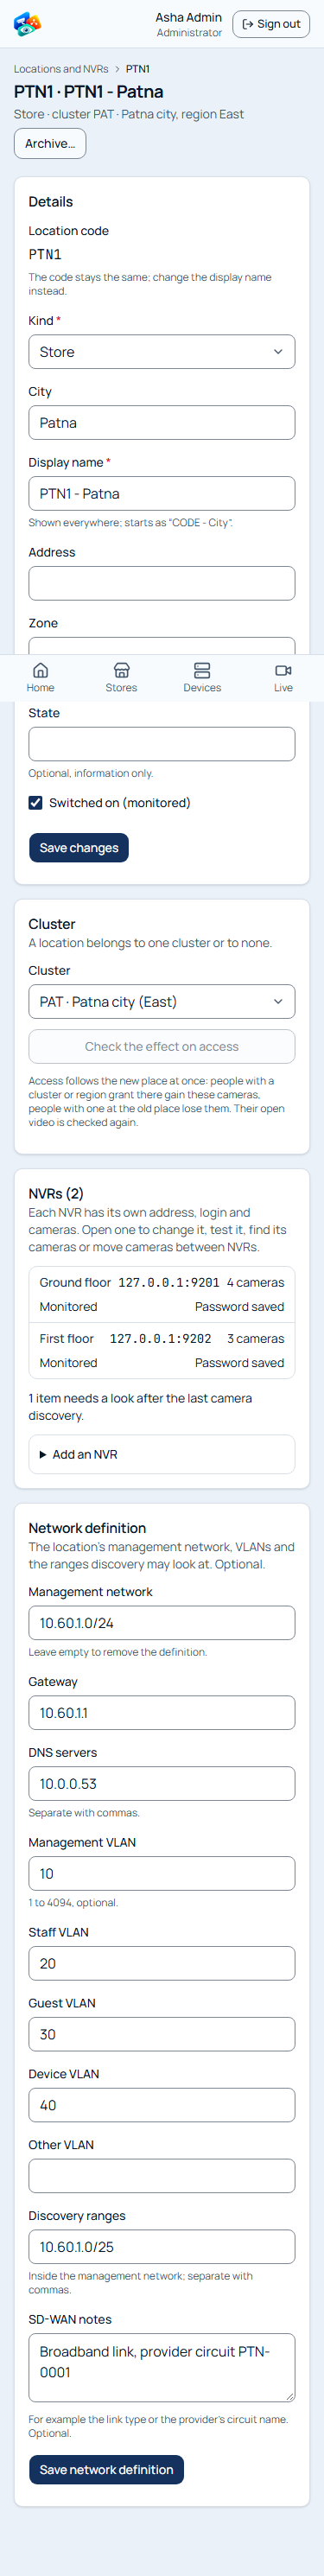 Asha Admin
Administrator
Sign out
Locations and NVRs > PTN1
PTN1 · PTN1 - Patna
Store · cluster PAT · Patna city, region East
Archive...
Details
Location code
PTN1
The code stays the same; change the display name
instead.
Kind *
Store
City
Patna
Display name *
PTN1 - Patna
Shown everywhere; starts as “CODE - City”.
Address
Zone
Home
Stores
Devices
Live
State
Optional, information only.
Switched on (monitored)
Save changes
Cluster
A location belongs to one cluster or to none.
Cluster
PAT · Patna city (East)
Check the effect on access
Access follows the new place at once: people with a
cluster or region grant there gain these cameras,
people with one at the old place lose them. Their open
video is checked again.
NVRs (2)
Each NVR has its own address, login and
cameras. Open one to change it, test it, find its
cameras or move cameras between NVRs.
Ground floor 127.0.0.1:9201 4 cameras
Monitored Password saved
First floor 127.0.0.1:9202 3 cameras
Monitored Password saved
1 item needs a look after the last camera
discovery.
Add an NVR
Network definition
The location's management network, VLANs and
the ranges discovery may look at. Optional.
Management network
10.60.1.0/24
Leave empty to remove the definition.
Gateway
10.60.1.1
DNS servers
10.0.0.53
Separate with commas.
Management VLAN
10
1 to 4094, optional.
Staff VLAN
20
Guest VLAN
30
Device VLAN
40
Other VLAN
Discovery ranges
10.60.1.0/25
Inside the management network; separate with
commas.
SD-WAN notes
Broadband link, provider circuit PTN-
0001
For example the link type or the provider's circuit name.
Optional.
Save network definition